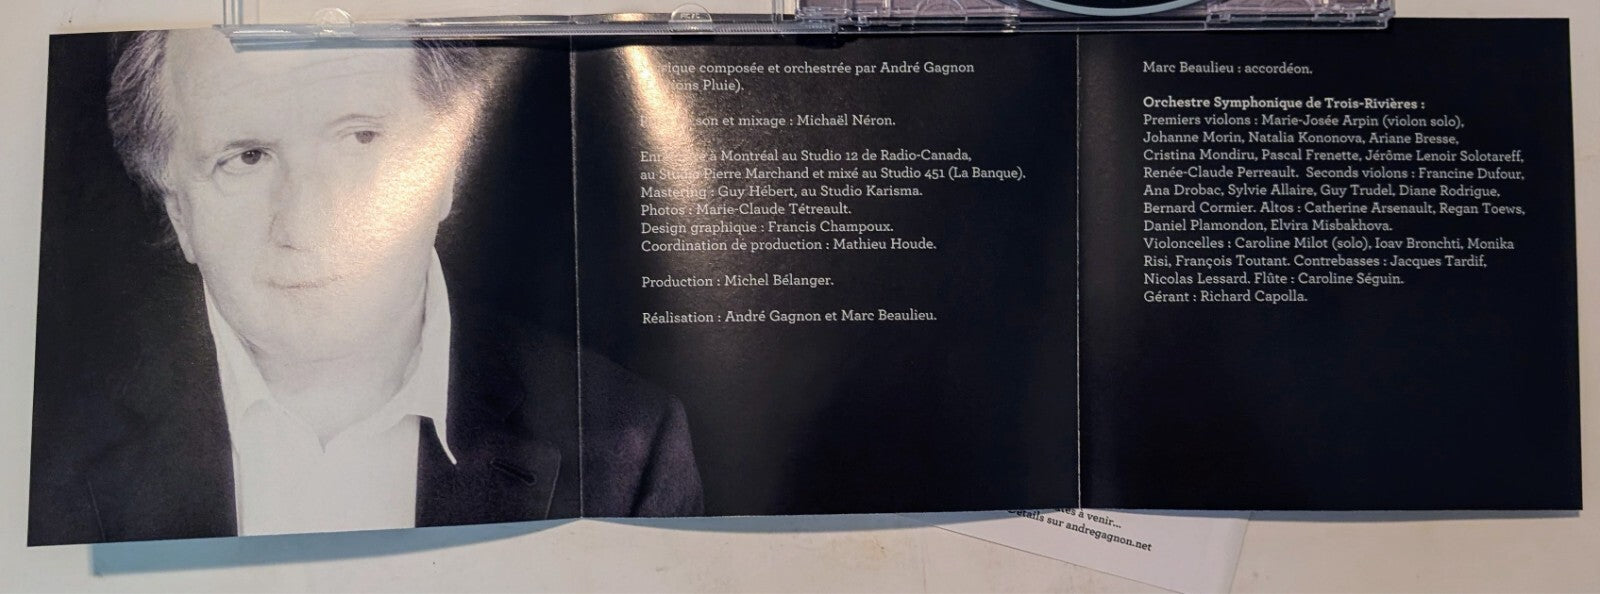 composée et orchestrée par André Gagnon
Pluie).
son et mixage : Michaël Néron.
à Montréal au Studio 12 de Radio-Canada,
au Studio Pierre Marchand et mixé au Studio 451 (La Banque).
Mastering : Guy Hébert, au Studio Karisma.
Photos : Marie-Claude Tétreault.
Design graphique : Francis Champoux.
Coordination de production : Mathieu Houde.
Production : Michel Bélanger.
Réalisation : André Gagnon et Marc Beaulieu.
Marc Beaulieu : accordéon.
Orchestre Symphonique de Trois-Rivières :
Premiers violons : Marie-Josée Arpin (violon solo),
Johanne Morin, Natalia Kononova, Ariane Bresse,
Cristina Mondiru, Pascal Frenette, Jérôme Lenoir Solotareff,
Renée-Claude Perreault. Seconds violons : Francine Dufour,
Ana Drobac, Sylvie Allaire, Guy Trudel, Diane Rodrigue,
Bernard Cormier. Altos : Catherine Arsenault, Regan Toews,
Daniel Plamondon, Elvira Misbakhova.
Violoncelles : Caroline Milot (solo), Ioav Bronchti, Monika
Risi, François Toutant. Contrebasses : Jacques Tardif,
Nicolas Lessard. Flûte : Caroline Séguin.
Gérant : Richard Capolla.
à venir...
Détails sur andregagnon.net